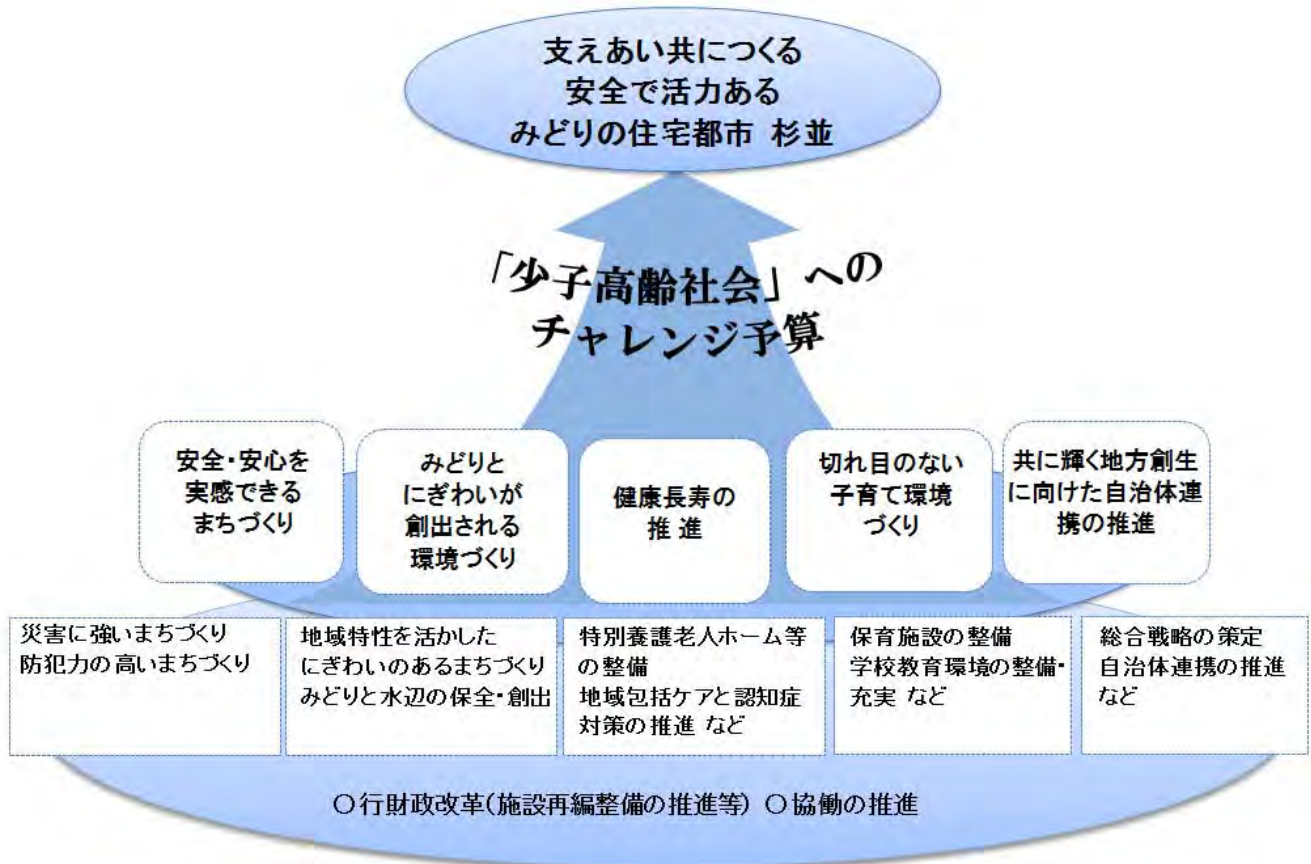 支えあい共につくる
安全で活力ある
みどりの住宅都市 杉並
「少子高齢社会」への
チャレンジ予算
安全・安心を
実感できる
まちづくり
みどりと
にぎわいが
創出される
環境づくり
健康長寿の
推 進
切れ目のない
子育て環境
づくり
共に輝く地方創生
に向けた自治体連
携の推進
災害に強いまちづくり
防犯力の高いまちづくり
地域特性を活かした
にぎわいのあるまちづくり
みどりと水辺の保全・創出
特別養護老人ホーム等
の整備
地域包括ケアと認知症
対策の推進 など
保育施設の整備
学校教育環境の整備・
充実 など
総合戦略の策定
自治体連携の推進
など
○行財政改革(施設再編整備の推進等) ○協働の推進